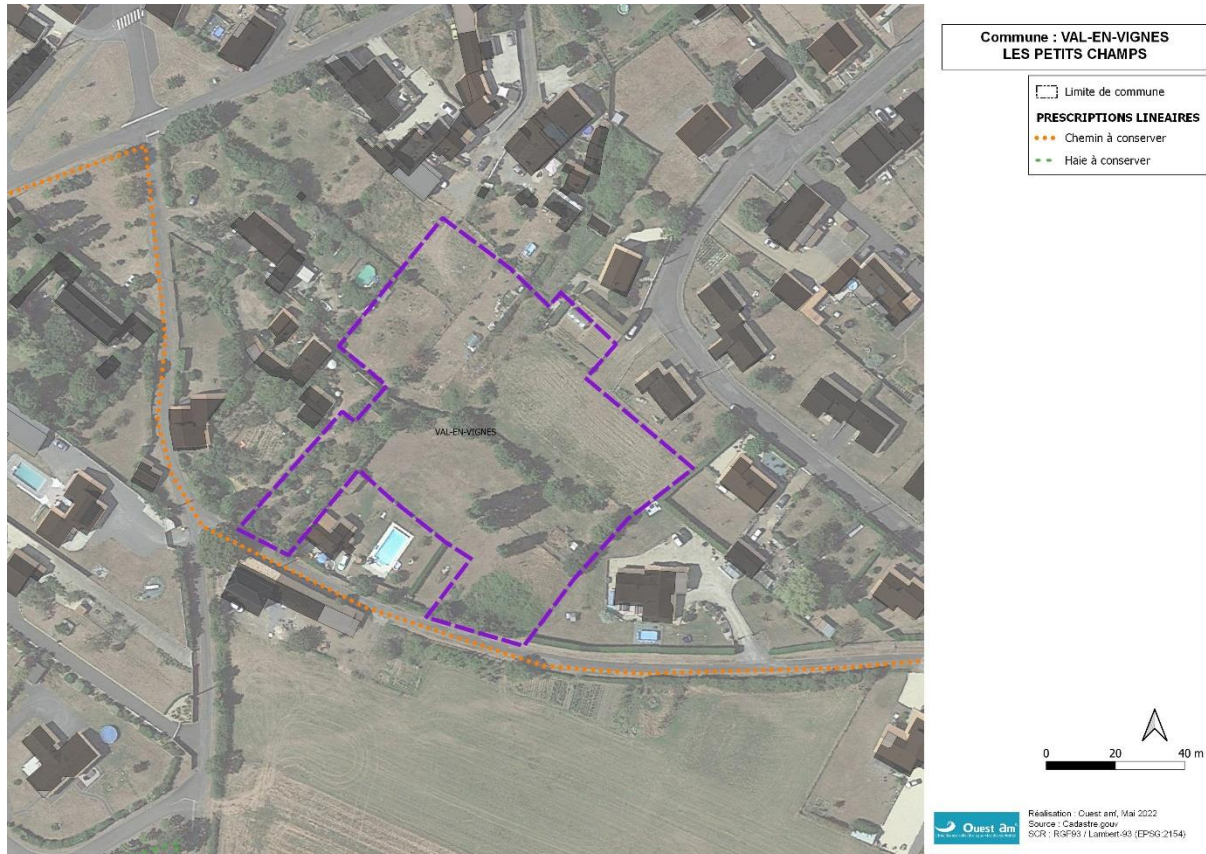 Commune : VAL-EN-VIGNES
LES PETITS CHAMPS
Limite de commune
PRESCRIPTIONS LINEAIRES
Chemin à conserver
Haie à conserver
VAL-EN-VIGNES
0 20 40 m
Ouest am'
Réalisation : Ouest am', Mai 2022
Source : Cadastre.gouv
SCR : RGF93 / Lambert-93 (EPSG:2154)